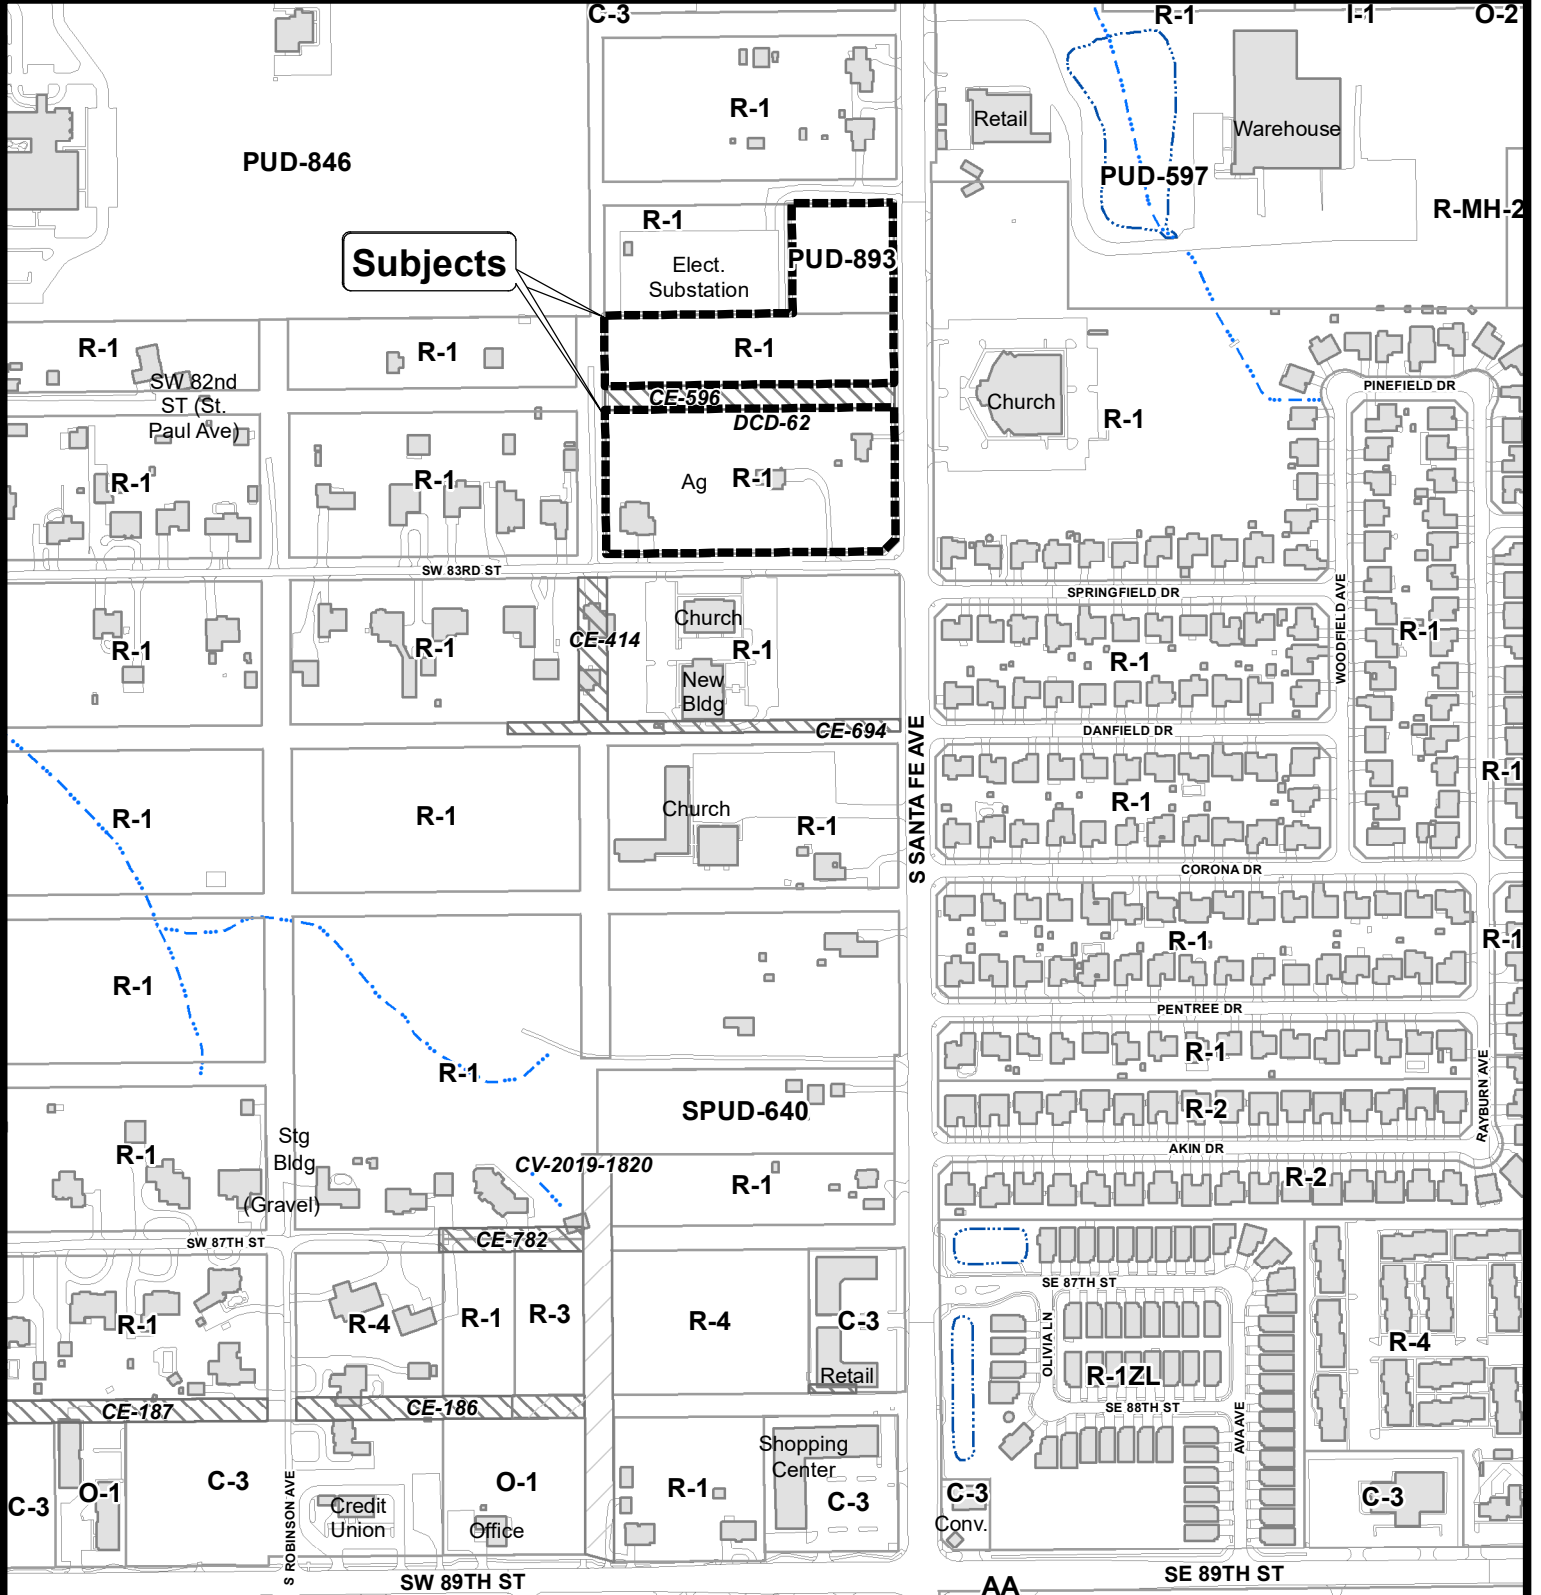 C-3
R-1
I-1
O-2
R-1
Retail
Warehouse
PUD-846
PUD-597
R-MH-2
R-1
Subjects
PUD-893
Elect.
Substation
R-1
R-1
R-1
SW 82nd
ST (St.
Paul Ave)
CE-596
DCD-62
PINEFIELD DR
Church
R-1
R-1
R-1
Ag
R-1
R-1
SW 83RD ST
SPRINGFIELD DR
WOODFIELD AVE
Church
CE-414
R-1
R-1
R-1
R-1
R-1
New
Bldg
CE-694
S SANTA FE AVE
DANFIELD DR
R-1
R-1
R-1
Church
R-1
R-1
CORONA DR
R-1
R-1
R-1
PENTREE DR
R-1
R-1
RAYBURN AVE
SPUD-640
R-2
Stg
Bldg
(Gravel)
R-1
AKIN DR
CV-2019-1820
R-1
R-2
SW 87TH ST
CE-782
SE 87TH ST
R-1
R-4
R-1
R-3
R-4
C-3
Retail
OLIVIA LN
R-1ZL
R-4
CE-187
CE-186
SE 88TH ST
AVA AVE
Shopping
Center
C-3
O-1
C-3
S ROBINSON AVE
Credit
Union
O-1
Office
R-1
C-3
C-3
Conv.
C-3
SW 89TH ST
AA
SE 89TH ST